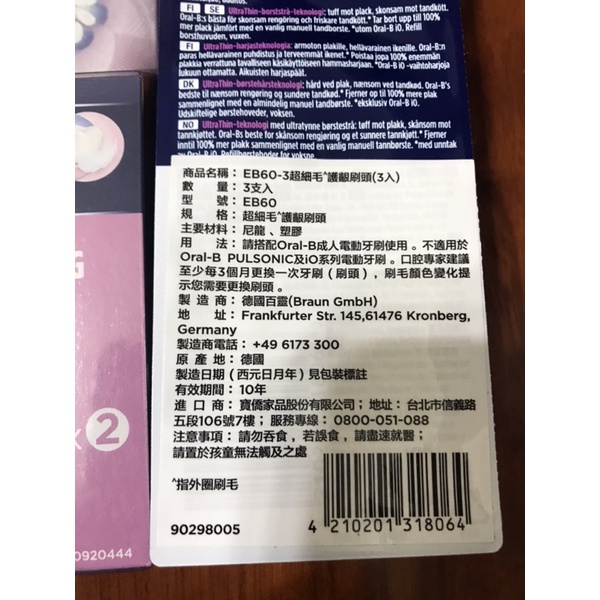 FI SE UltraThin-borststrå-teknologi: tuff mot plack, skonsam mot tandkött.
Oral-B:s bästa för skonsam rengöring och friskare tandkött.* Tar bort upp till 100%
mer plack jämfört med en vanlig manuell tandborste. *utom Oral-B iO. Refill
borsthuvuden, vuxen.
FI UltraThin-harjasteknologia: armoton plakille, hellävarainen ikenille. Oral-B:n
paras hellävarainen puhdistus ja terveemmät ikenet.* Poistaa jopa 100% enemmän
plakkia verrattuna tavalliseen käsikäyttöiseen hammasharjaan. *Oral-B iO -vaihtoharjoja
lukuun ottamatta. Aikuisten harjaspäät.
DK UltraThin-børstehårsteknologi: hård ved plak, nænsom ved tandkød. Oral-B's
bedste til nænsom rengøring og sundere tandkød.* Fjerner op til 100% mere plak
sammenlignet med en almindelig manuel tandbørste. *eksklusiv Oral-B iO.
Udskiftelige børstehoveder, voksen.
NO UltraThin-teknologi med ultratynne børstestrå: tøff mot plakk, skånsom mot
tannkjøttet. Oral-Bs beste for skånsom rengjøring og et sunnere tannkjøtt.* Fjerner
opptil 100% mer plakk sammenlignet med en vanlig manuell tannbørste. *med unntak
av Oral-B iO. Refillbørstehoder for voksne.
商品名稱： EB60-3超細毛^護齦刷頭(3入)
數 量： 3支入
型 號： EB60
規 格： 超細毛^護齦刷頭
主要材料： 尼龍 、塑膠
用 法： 請搭配Oral-B成人電動牙刷使用 。不適用於
Oral-B PULSONIC及iO系列電動牙刷 。口腔專家建議
至少每3個月更換一次牙刷（刷頭），刷毛顏色變化提
示您需要更換刷頭 。
製 造 商： 德國百靈(Braun GmbH)
地 址： Frankfurter Str. 145,61476 Kronberg,
Germany
製造商電話： +49 6173 300
原 產 地： 德國
製造日期（西元日月年）見包裝標註
有效期間： 10年
進 口 商： 寶僑家品股份有限公司；地址： 台北市信義路
五段106號7樓；服務專線： 0800-051-088
注意事項： 請勿吞食 ，若誤食 ，請盡速就醫；
請置於孩童無法觸及之處
^指外圈刷毛
90298005
4 210201 318064
G
x2
0920444